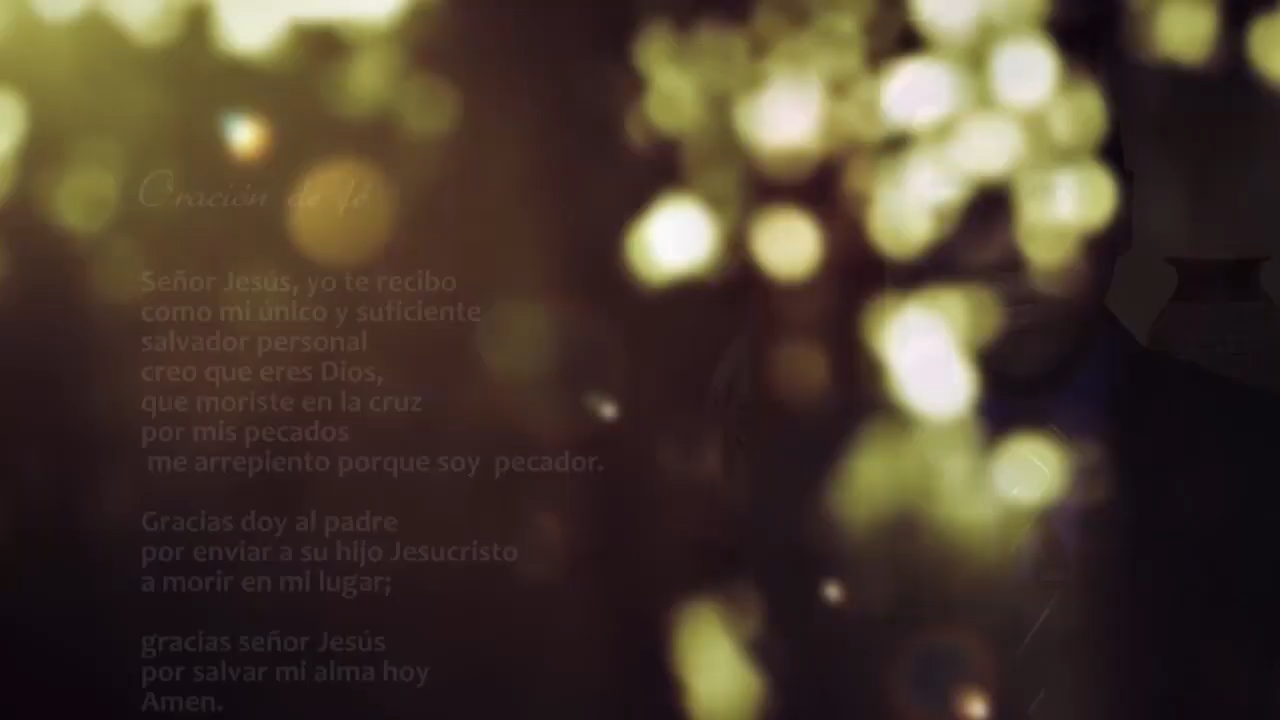 Oración de fé
Señor Jesús, yo te recibo
como mi único y suficiente
salvador personal
creo que eres Dios,
que moriste en la cruz
por mis pecados
me arrepiento porque soy pecador.
Gracias doy al padre
por enviar a su hijo Jesucristo
a morir en mi lugar;
gracias señor Jesús
por salvar mi alma hoy
Amen.